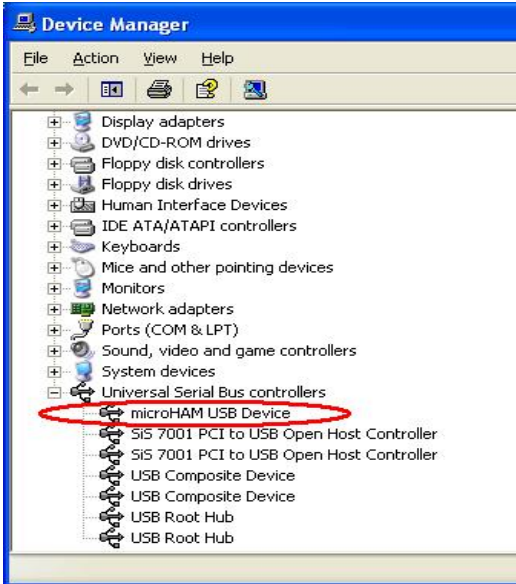 Device Manager
File Action View Help
Display adapters
DVD/CD-ROM drives
Floppy disk controllers
Floppy disk drives
Human Interface Devices
IDE ATA/ATAPI controllers
Keyboards
Mice and other pointing devices
Monitors
Network adapters
Ports (COM & LPT)
Sound, video and game controllers
System devices
Universal Serial Bus controllers
microHAM USB Device
SiS 7001 PCI to USB Open Host Controller
SiS 7001 PCI to USB Open Host Controller
USB Composite Device
USB Composite Device
USB Root Hub
USB Root Hub